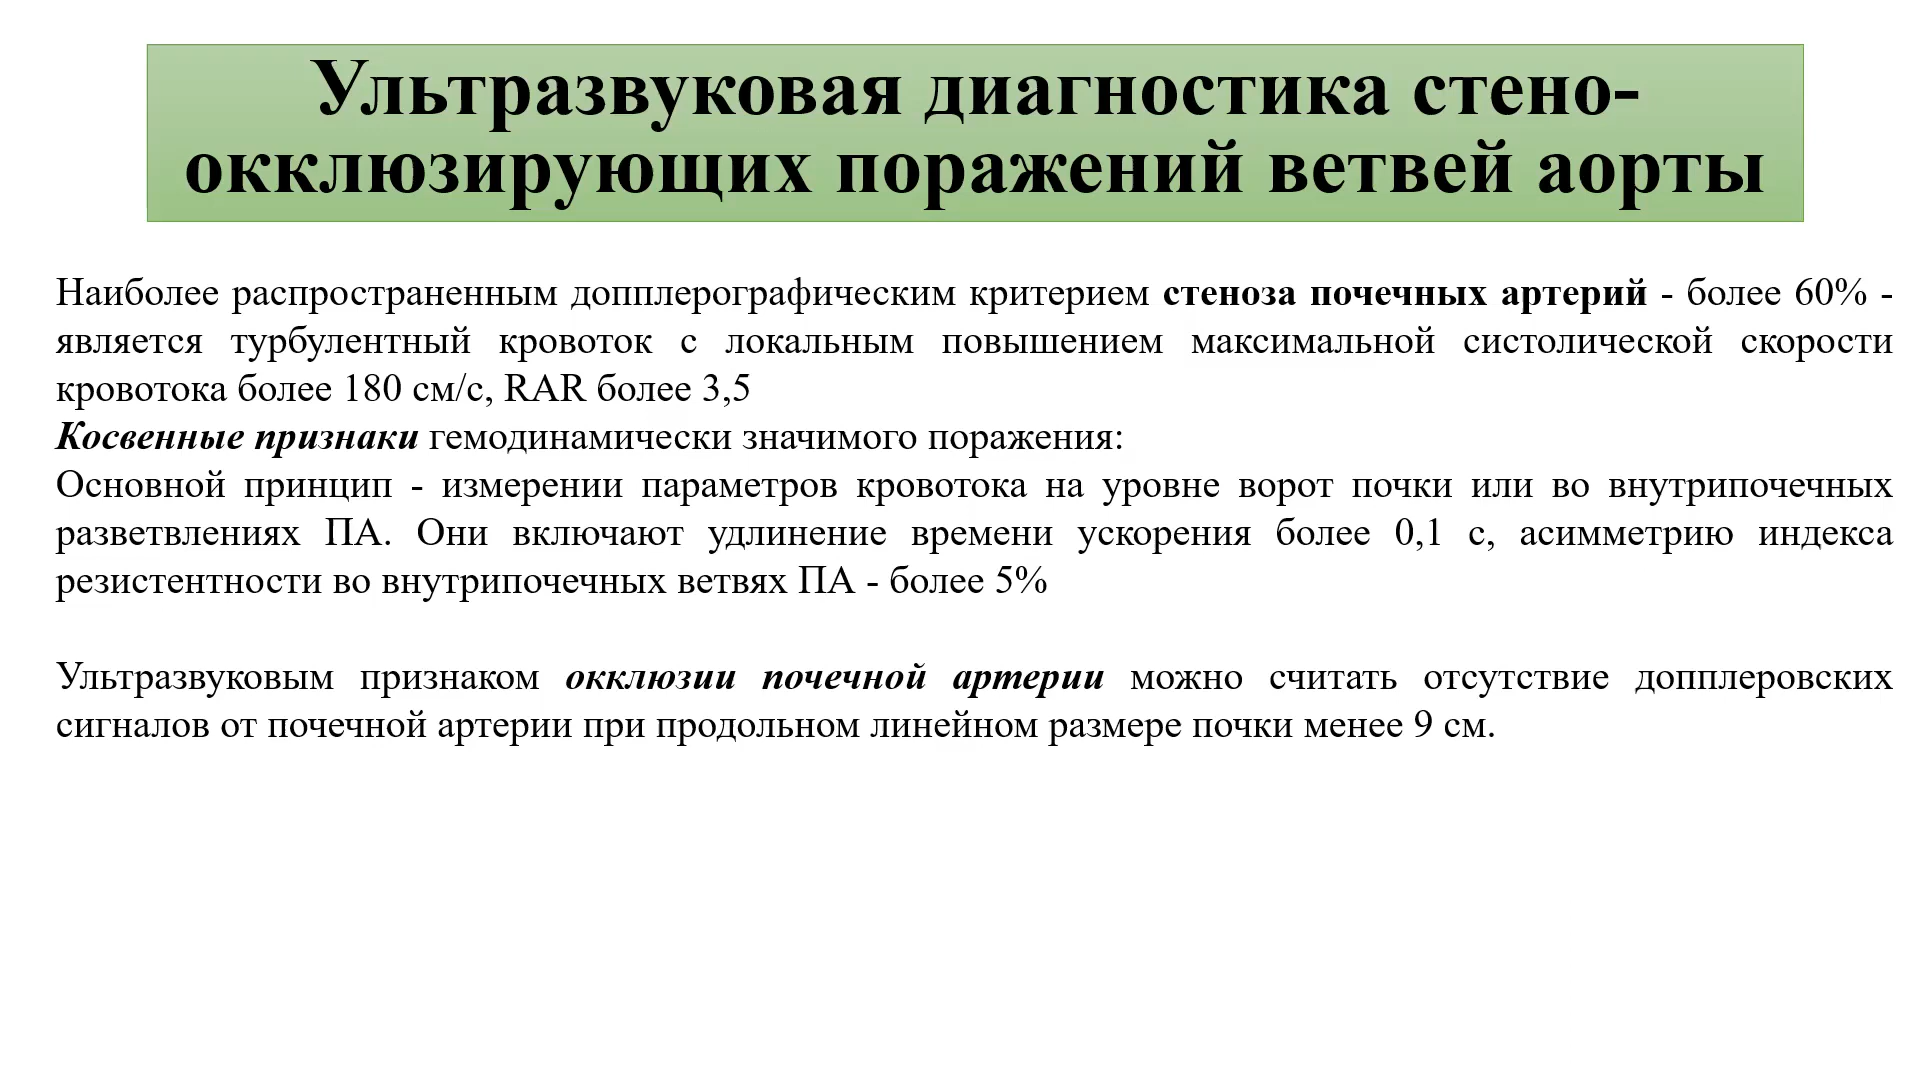 Ультразвуковая диагностика стено-
окклюзирующих поражений ветвей аорты
Наиболее распространенным допплерографическим критерием стеноза почечных артерий - более 60% -
является турбулентный кровоток с локальным повышением максимальной систолической скорости
кровотока более 180 см/с, RAR более 3,5
Косвенные признаки гемодинамически значимого поражения:
Основной принцип - измерении параметров кровотока на уровне ворот почки или во внутрипочечных
разветвлениях ПА. Они включают удлинение времени ускорения более 0,1 с, асимметрию индекса
резистентности во внутрипочечных ветвях ПА - более 5%
Ультразвуковым признаком окклюзии почечной артерии можно считать отсутствие допплеровских
сигналов от почечной артерии при продольном линейном размере почки менее 9 см.